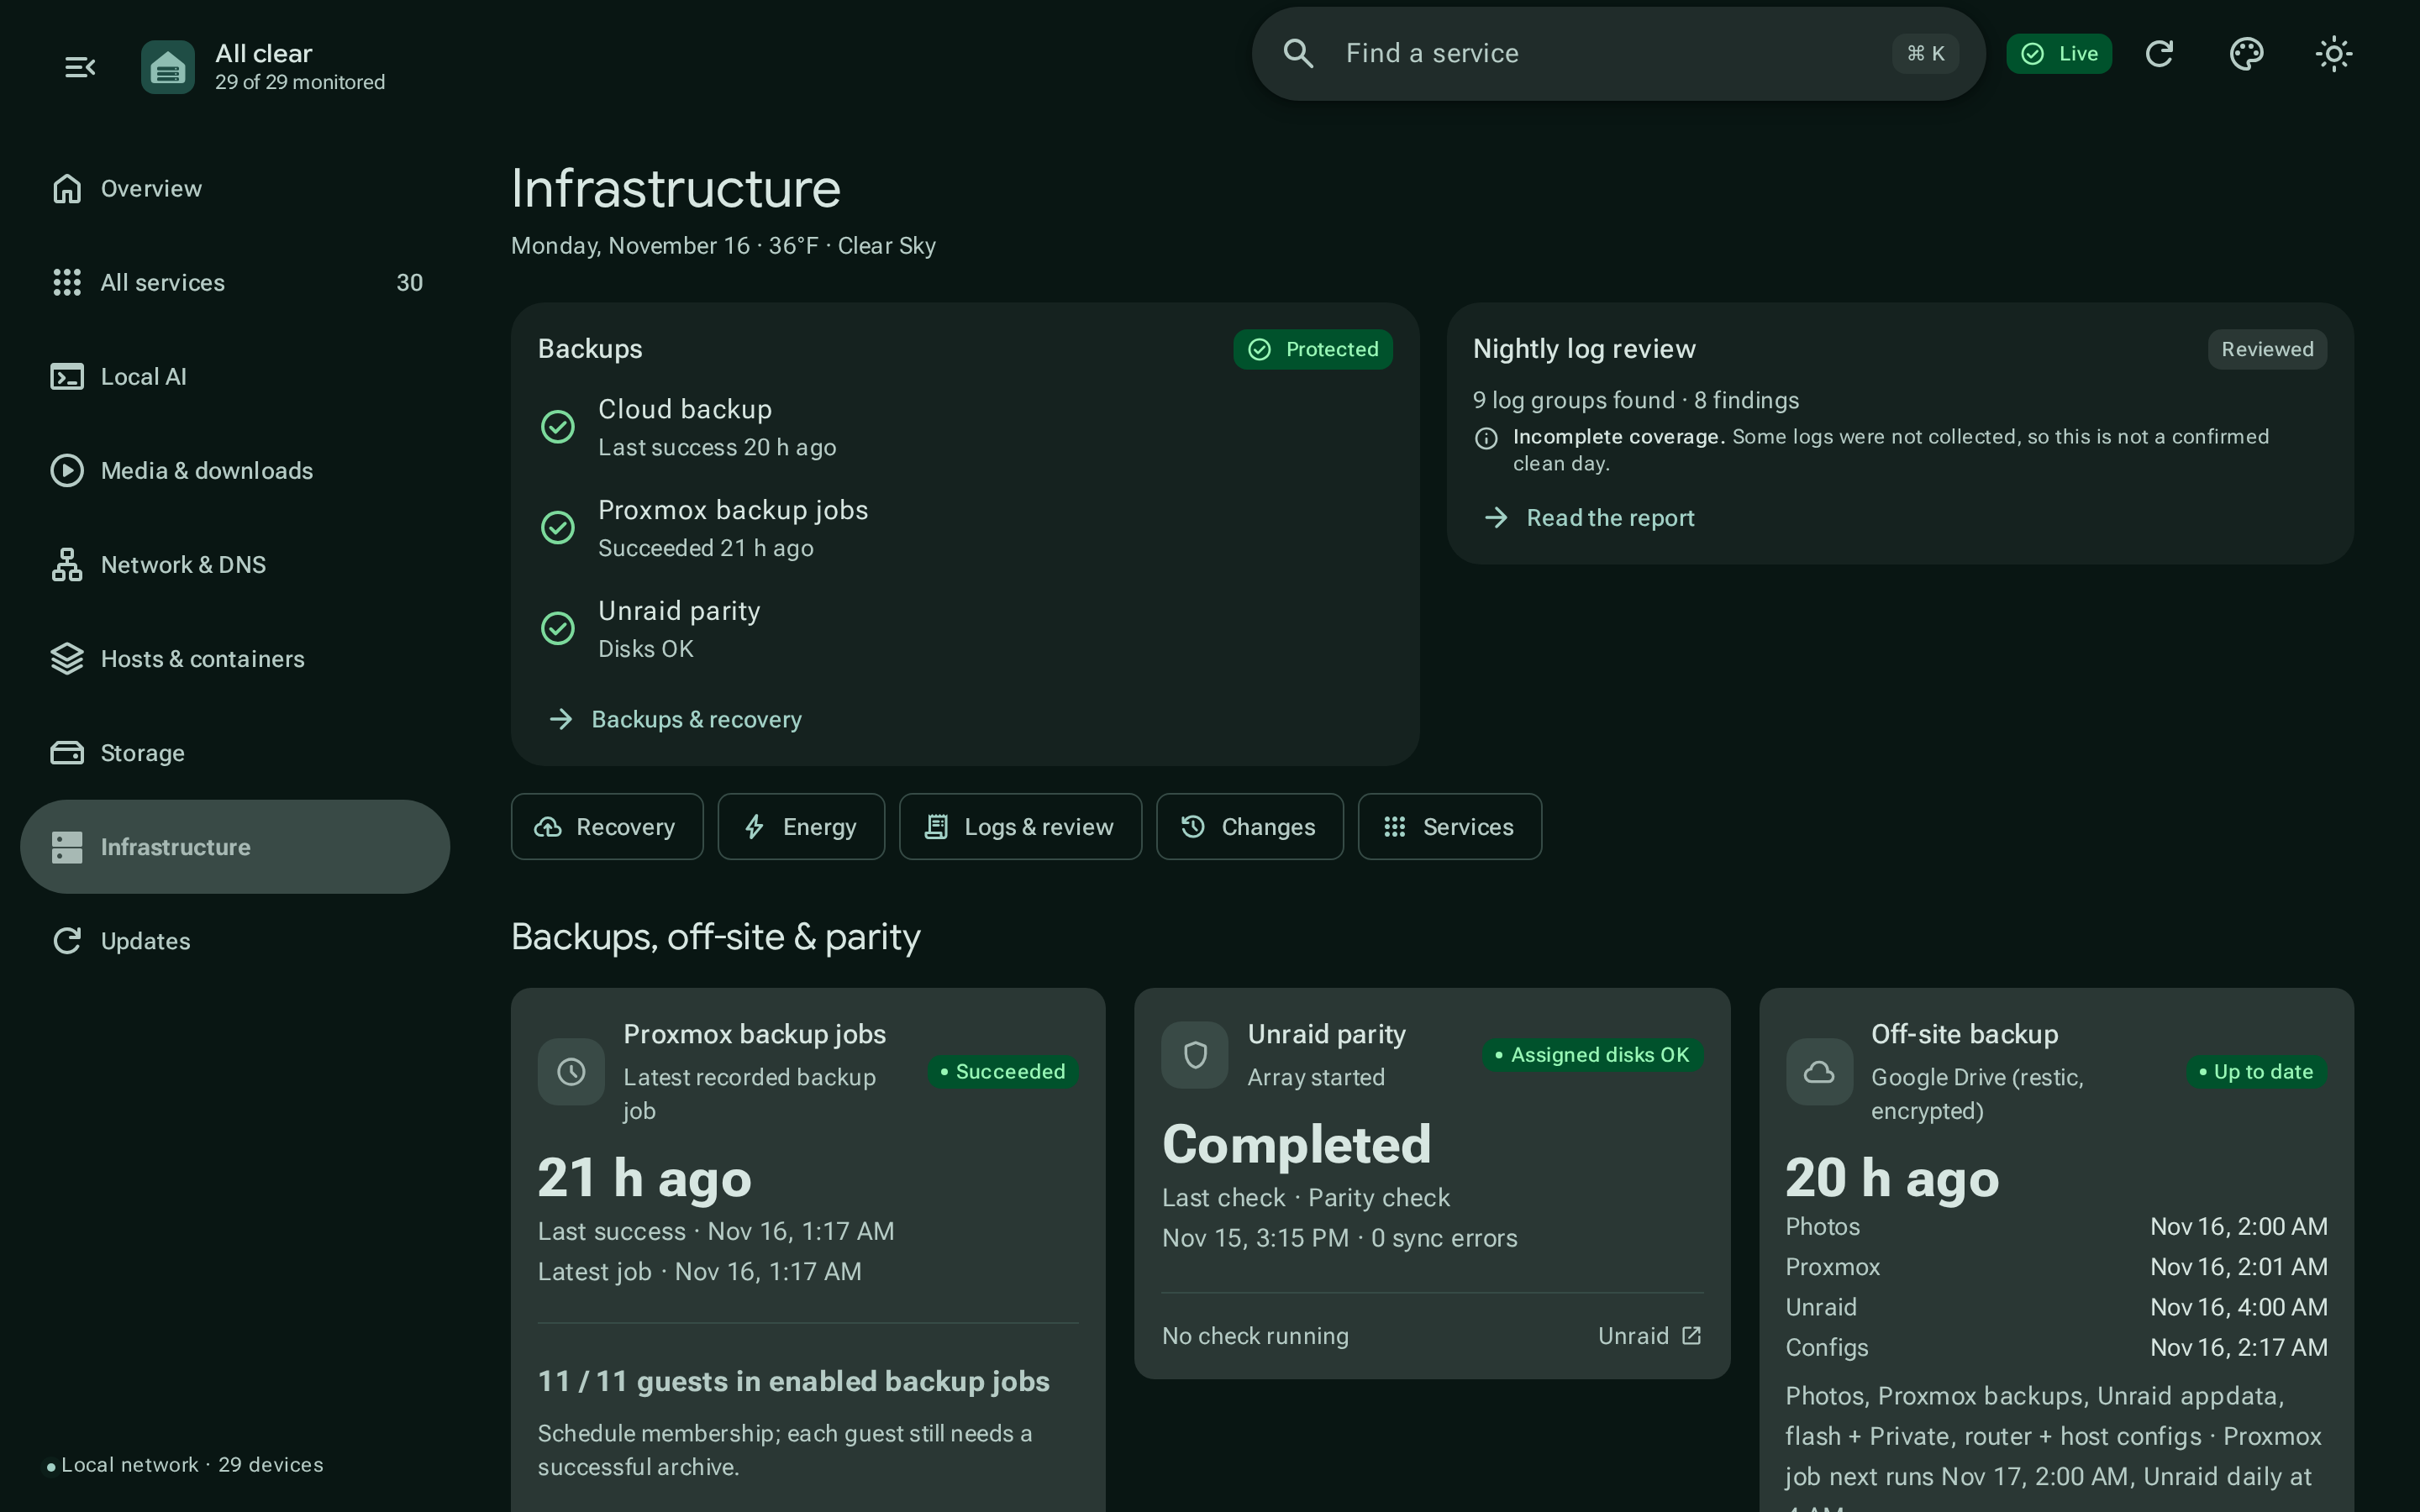 All clear
29 of 29 monitored
Find a service
⌘ K
Live
Overview
All services 30
Local AI
Media & downloads
Network & DNS
Hosts & containers
Storage
Infrastructure
Updates
Local network · 29 devices
Infrastructure
Monday, November 16 · 36°F · Clear Sky
Backups
Protected
Cloud backup
Last success 20 h ago
Proxmox backup jobs
Succeeded 21 h ago
Unraid parity
Disks OK
Backups & recovery
Nightly log review
Reviewed
9 log groups found · 8 findings
Incomplete coverage. Some logs were not collected, so this is not a confirmed
clean day.
Read the report
Recovery
Energy
Logs & review
Changes
Services
Backups, off-site & parity
Proxmox backup jobs
Latest recorded backup
job
Succeeded
21 h ago
Last success · Nov 16, 1:17 AM
Latest job · Nov 16, 1:17 AM
11 / 11 guests in enabled backup jobs
Schedule membership; each guest still needs a
successful archive.
Unraid parity
Array started
Assigned disks OK
Completed
Last check · Parity check
Nov 15, 3:15 PM · 0 sync errors
No check running
Unraid
Off-site backup
Google Drive (restic,
encrypted)
Up to date
20 h ago
Photos Nov 16, 2:00 AM
Proxmox Nov 16, 2:01 AM
Unraid Nov 16, 4:00 AM
Configs Nov 16, 2:17 AM
Photos, Proxmox backups, Unraid appdata,
flash + Private, router + host configs · Proxmox
job next runs Nov 17, 2:00 AM, Unraid daily at